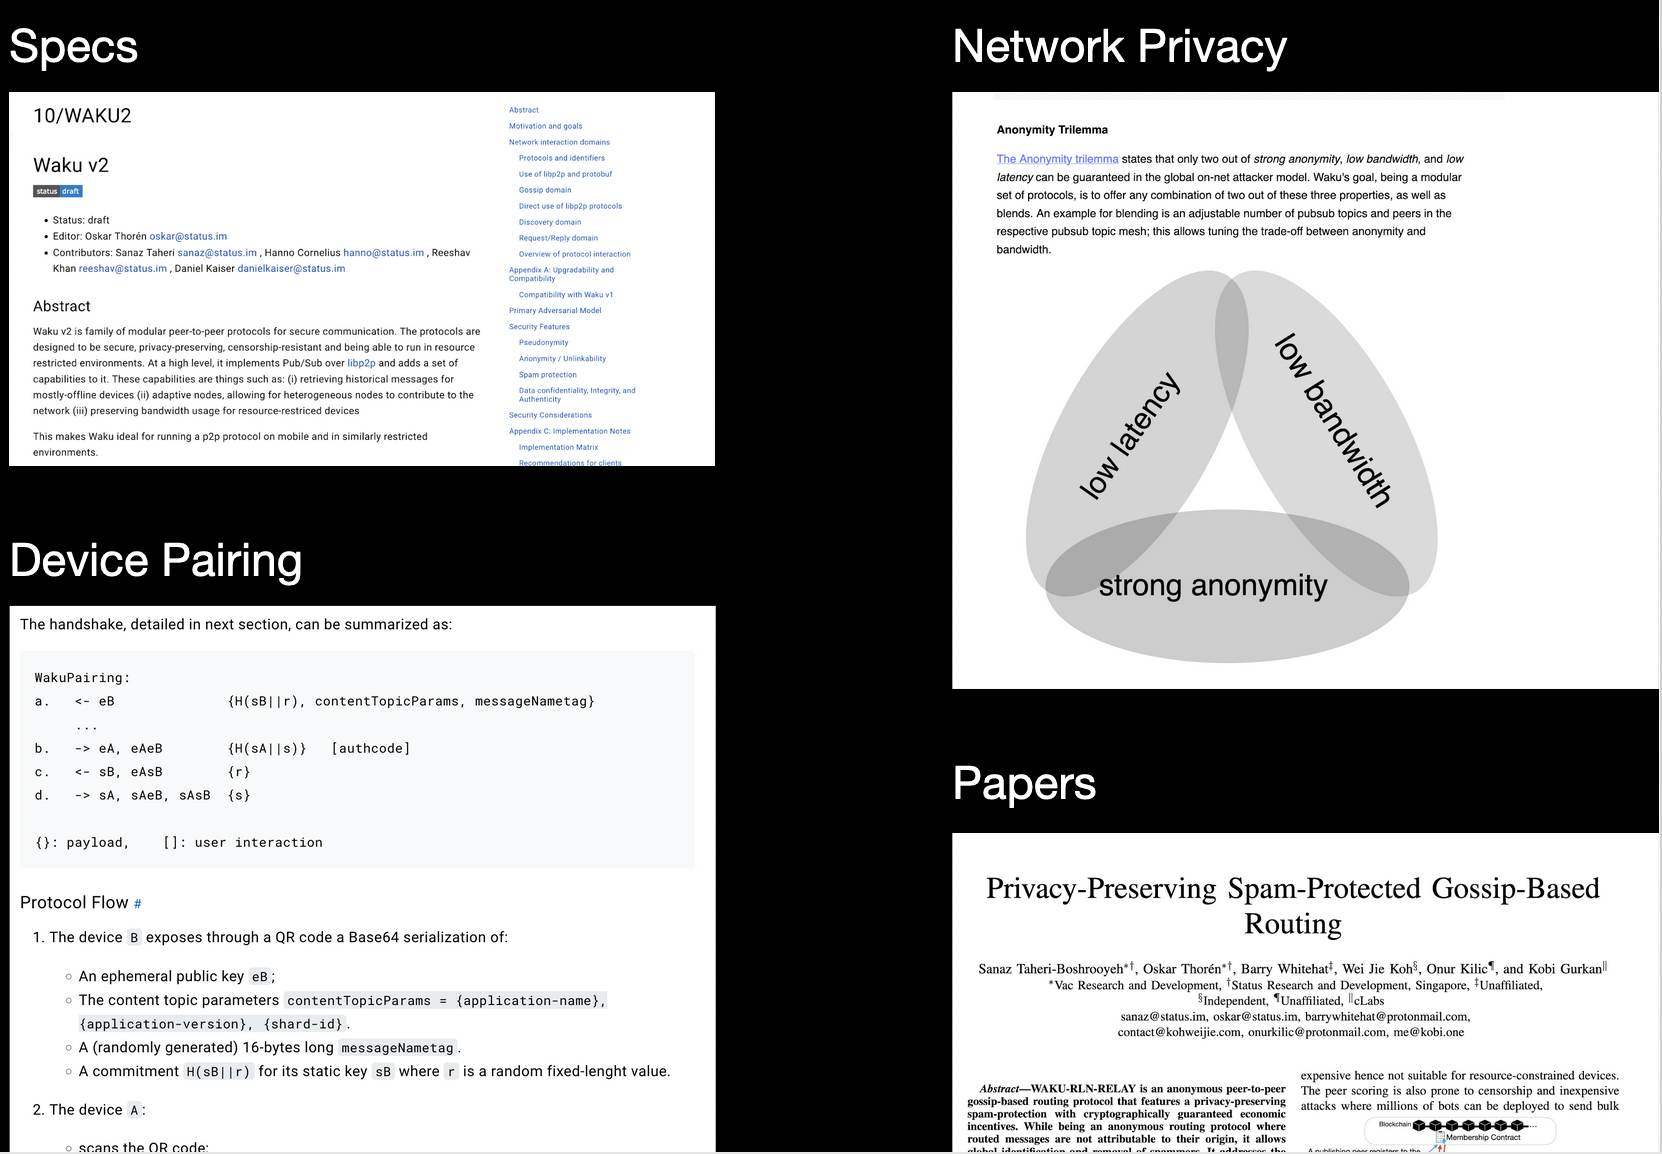 Specs
10/WAKU2
Waku v2
status draft
Status: draft
Editor: Oskar Thorén oskar@status.im
Contributors: Sanaz Taheri sanaz@status.im , Hanno Cornelius hanno@status.im , Reeshav
Khan reeshav@status.im , Daniel Kaiser danielkaiser@status.im
Abstract
Waku v2 is family of modular peer-to-peer protocols for secure communication. The protocols are
designed to be secure, privacy-preserving, censorship-resistant and being able to run in resource
restricted environments. At a high level, it implements Pub/Sub over libp2p and adds a set of
capabilities to it. These capabilities are things such as: (i) retrieving historical messages for
mostly-offline devices (ii) adaptive nodes, allowing for heterogeneous nodes to contribute to the
network (iii) preserving bandwidth usage for resource-restriced devices
This makes Waku ideal for running a p2p protocol on mobile and in similarly restricted
environments.
Abstract
Motivation and goals
Network interaction domains
Protocols and identifiers
Use of libp2p and protobuf
Gossip domain
Direct use of libp2p protocols
Discovery domain
Request/Reply domain
Overview of protocol interaction
Appendix A: Upgradability and
Compatibility
Compatibility with Waku v1
Primary Adversarial Model
Security Features
Pseudonymity
Anonymity / Unlinkability
Spam protection
Data confidentiality, Integrity, and
Authenticity
Security Considerations
Appendix C: Implementation Notes
Implementation Matrix
Recommendations for clients
Device Pairing
The handshake, detailed in next section, can be summarized as:
WakuPairing:
a. <- eB {H(sB||r), contentTopicParams, messageNametag}
...
b. -> eA, eAeB {H(sA||s)} [authcode]
c. <- sB, eAsB {r}
d. -> sA, sAeB, sAsB {s}
{}: payload, []: user interaction
Protocol Flow #
1. The device B exposes through a QR code a Base64 serialization of:
An ephemeral public key eB;
The content topic parameters contentTopicParams = {application-name},
{application-version}, {shard-id}.
A (randomly generated) 16-bytes long messageNametag.
A commitment H(sB||r) for its static key sB where r is a random fixed-lenght value.
2. The device A:
scans the QR code;
Network Privacy
Anonymity Trilemma
The Anonymity trilemma states that only two out of strong anonymity, low bandwidth, and low
latency can be guaranteed in the global on-net attacker model. Waku's goal, being a modular
set of protocols, is to offer any combination of two out of these three properties, as well as
blends. An example for blending is an adjustable number of pubsub topics and peers in the
respective pubsub topic mesh; this allows tuning the trade-off between anonymity and
bandwidth.
low latency
low bandwidth
strong anonymity
Papers
Privacy-Preserving Spam-Protected Gossip-Based
Routing
Sanaz Taheri-Boshrooyeh*†, Oskar Thorén*†, Barry Whitehat‡, Wei Jie Koh§, Onur Kilic¶, and Kobi Gurkan‖
*Vac Research and Development, †Status Research and Development, Singapore, ‡Unaffiliated,
§Independent, ¶Unaffiliated, ‖cLabs
sanaz@status.im, oskar@status.im, barrywhitehat@protonmail.com,
contact@kohweijie.com, onurkilic@protonmail.com, me@kobi.one
Abstract—WAKU-RLN-RELAY is an anonymous peer-to-peer
gossip-based routing protocol that features a privacy-preserving
spam-protection with cryptographically guaranteed economic
incentives. While being an anonymous routing protocol where
routed messages are not attributable to their origin, it allows
global identification and removal of spammers. It addresses the
expensive hence not suitable for resource-constrained devices.
The peer scoring is also prone to censorship and inexpensive
attacks where millions of bots can be deployed to send bulk
Blockchain
Membership Contract
A publishing peer registers to the